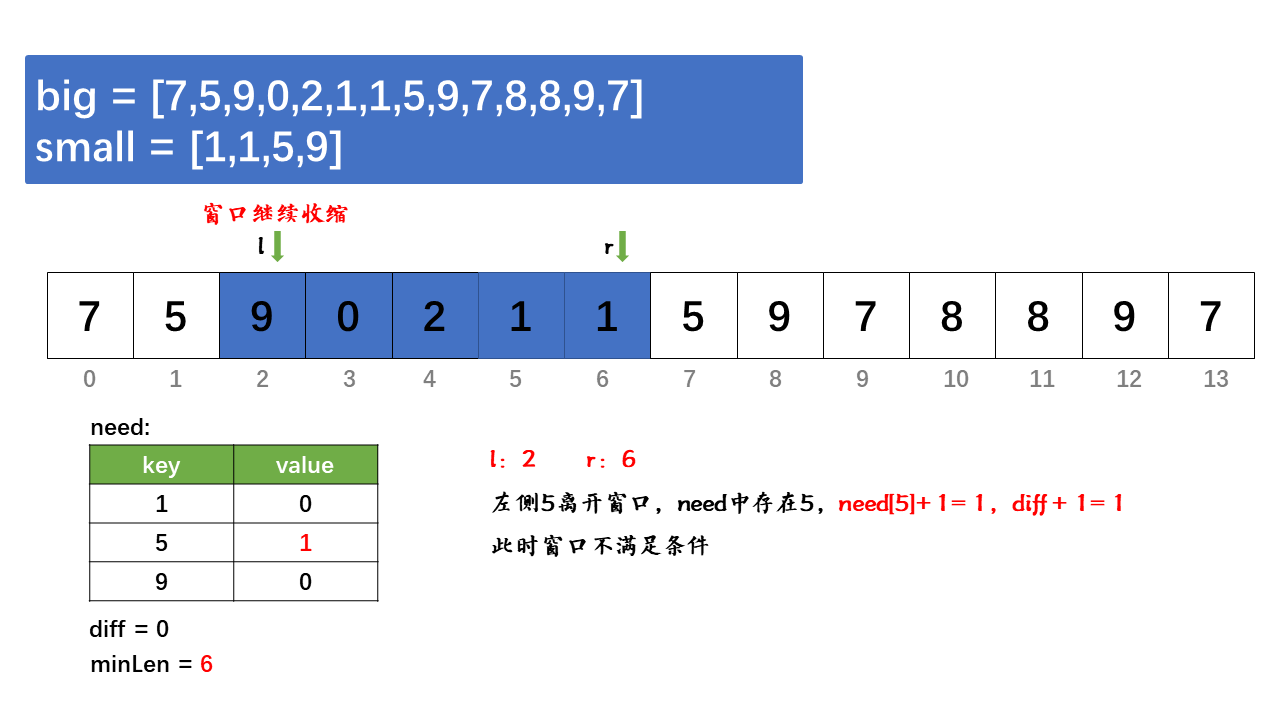 big = [7,5,9,0,2,1,1,5,9,7,8,8,9,7]
small = [1,1,5,9]
窗口继续收缩
l r
7 5 9 0 2 1 1 5 9 7 8 8 9 7
0 1 2 3 4 5 6 7 8 9 10 11 12 13
need:
key value
1 0
5 1
9 0
diff = 0
minLen = 6
l: 2 r: 6
左侧5离开窗口，need中存在5，need[5]+1=1，diff+1=1
此时窗口不满足条件